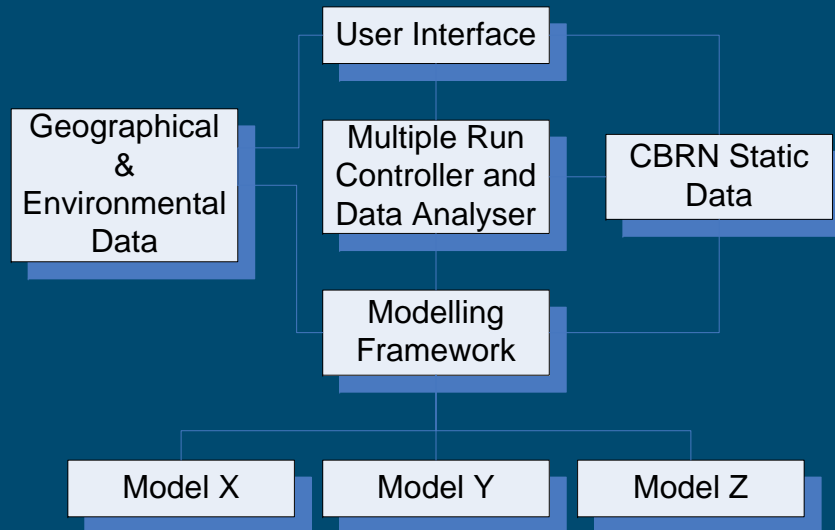 User Interface
Geographical
&
Environmental
Data
Multiple Run
Controller and
Data Analyser
CBRN Static
Data
Modelling
Framework
Model X
Model Y
Model Z